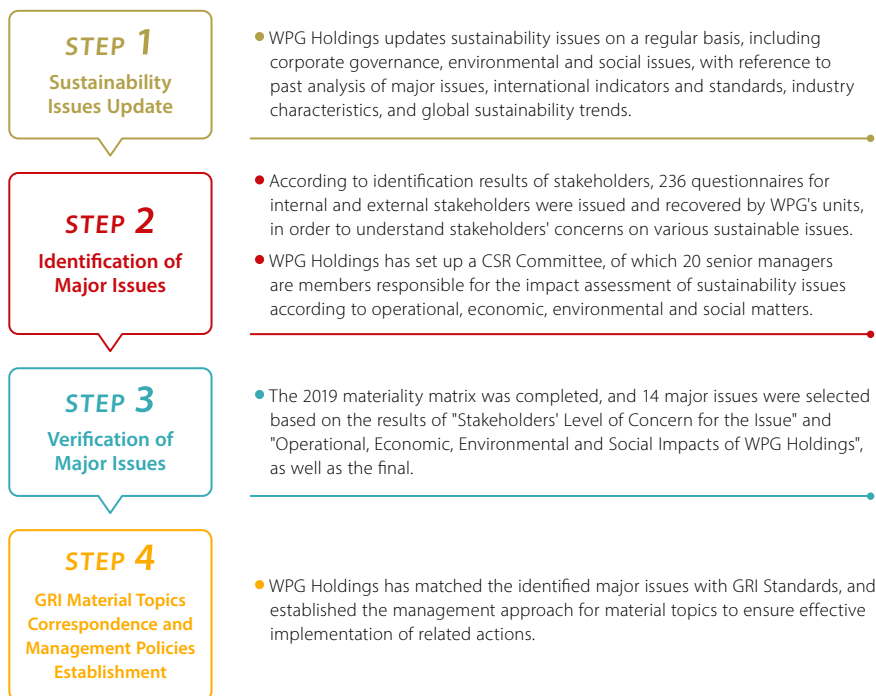 STEP 1
Sustainability
Issues Update
WPG Holdings updates sustainability issues on a regular basis, including
corporate governance, environmental and social issues, with reference to
past analysis of major issues, international indicators and standards, industry
characteristics, and global sustainability trends.
STEP 2
Identification of
Major Issues
According to identification results of stakeholders, 236 questionnaires for
internal and external stakeholders were issued and recovered by WPG's units,
in order to understand stakeholders' concerns on various sustainable issues.
WPG Holdings has set up a CSR Committee, of which 20 senior managers
are members responsible for the impact assessment of sustainability issues
according to operational, economic, environmental and social matters.
STEP 3
Verification of
Major Issues
The 2019 materiality matrix was completed, and 14 major issues were selected
based on the results of "Stakeholders' Level of Concern for the Issue" and
"Operational, Economic, Environmental and Social Impacts of WPG Holdings",
as well as the final.
STEP 4
GRI Material Topics
Correspondence and
Management Policies
Establishment
WPG Holdings has matched the identified major issues with GRI Standards, and
established the management approach for material topics to ensure effective
implementation of related actions.